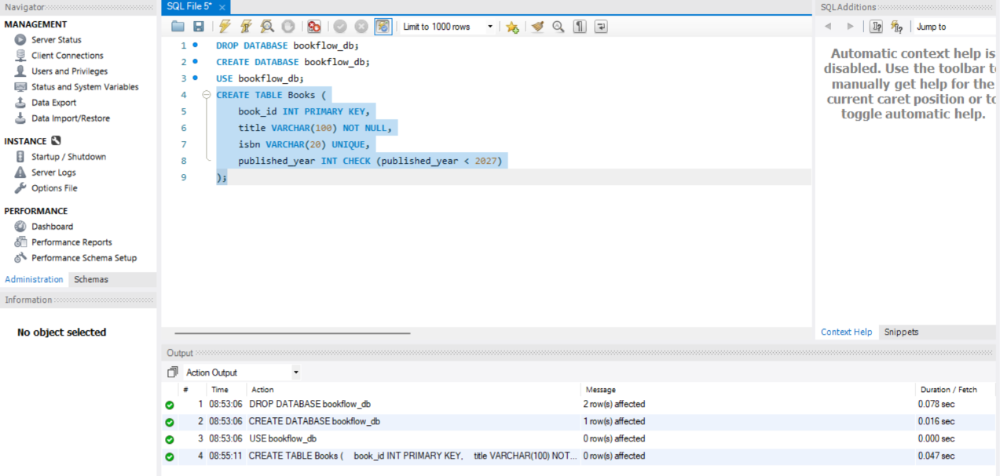 Navigator
MANAGEMENT
Server Status
Client Connections
Users and Privileges
Status and System Variables
Data Export
Data Import/Restore
INSTANCE
Startup / Shutdown
Server Logs
Options File
PERFORMANCE
Dashboard
Performance Reports
Performance Schema Setup
Administration Schemas
Information
No object selected
SQL File 5* ×
Limit to 1000 rows
1 DROP DATABASE bookflow_db;
2 CREATE DATABASE bookflow_db;
3 USE bookflow_db;
4 CREATE TABLE Books (
5 book_id INT PRIMARY KEY,
6 title VARCHAR(100) NOT NULL,
7 isbn VARCHAR(20) UNIQUE,
8 published_year INT CHECK (published_year < 2027)
9 );
SQLAdditions
Jump to
Automatic context help is
disabled. Use the toolbar t
manually get help for the
current caret position or to
toggle automatic help.
Context Help Snippets
Output
Action Output
# Time Action Message Duration / Fetch
1 08:53:06 DROP DATABASE bookflow_db 2 row(s) affected 0.078 sec
2 08:53:06 CREATE DATABASE bookflow_db 1 row(s) affected 0.016 sec
3 08:53:06 USE bookflow_db 0 row(s) affected 0.000 sec
4 08:55:11 CREATE TABLE Books ( book_id INT PRIMARY KEY, title VARCHAR(100) NOT... 0 row(s) affected 0.047 sec